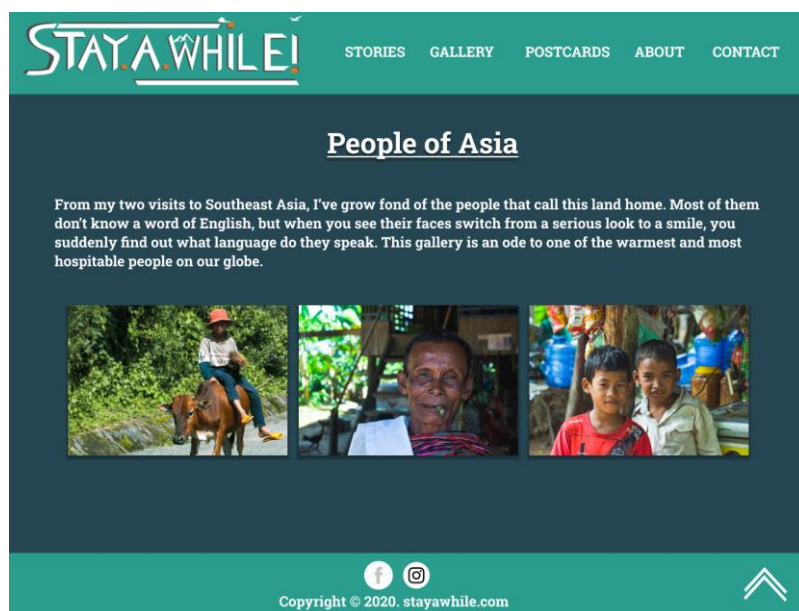 STAY.A.WHILE!
STORIES GALLERY POSTCARDS ABOUT CONTACT
People of Asia
From my two visits to Southeast Asia, I've grow fond of the people that call this land home. Most of them
don't know a word of English, but when you see their faces switch from a serious look to a smile, you
suddenly find out what language do they speak. This gallery is an ode to one of the warmest and most
hospitable people on our globe.
f
Copyright © 2020. stayawhile.com